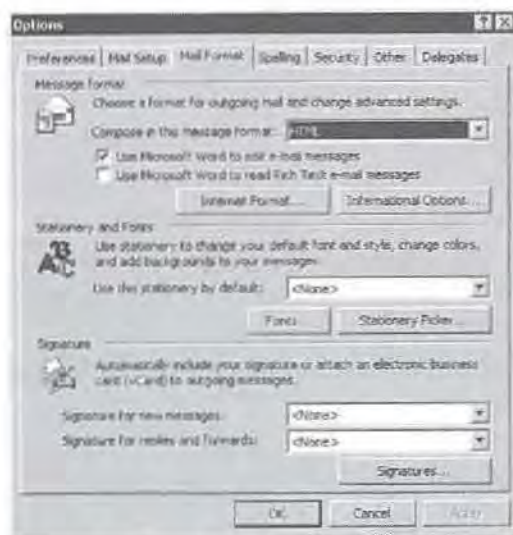 Options
Preferences Mail Setup Mail Format Spelling Security Other Delegates
Message format
Choose a format for outgoing mail and change advanced settings.
Compose in this message format: HTML
Use Microsoft Word to edit e-mail messages
Use Microsoft Word to read Rich Text e-mail messages
Internet Format... International Options...
Stationery and Fonts
Use stationery to change your default font and style, change colors,
and add backgrounds to your messages.
Use this stationery by default: <None>
Fonts... Stationery Picker...
Signature
Automatically include your signature or attach an electronic business
card (vCard) to outgoing messages.
Signature for new messages: <None>
Signature for replies and forwards: <None>
Signatures...
OK Cancel Apply